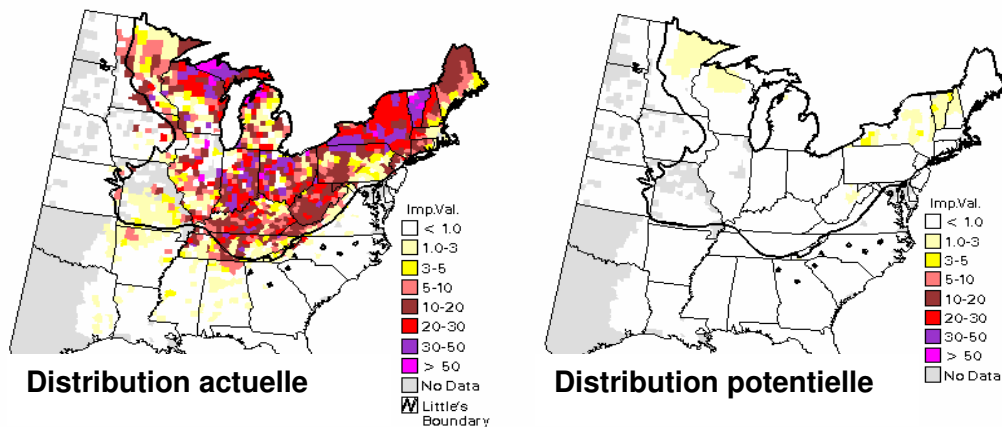 Imp.Val.
< 1.0
1.0-3
3-5
5-10
10-20
20-30
30-50
> 50
No Data
Little's
Boundary
Distribution actuelle
Imp.Val.
< 1.0
1.0-3
3-5
5-10
10-20
20-30
30-50
> 50
No Data
Distribution potentielle